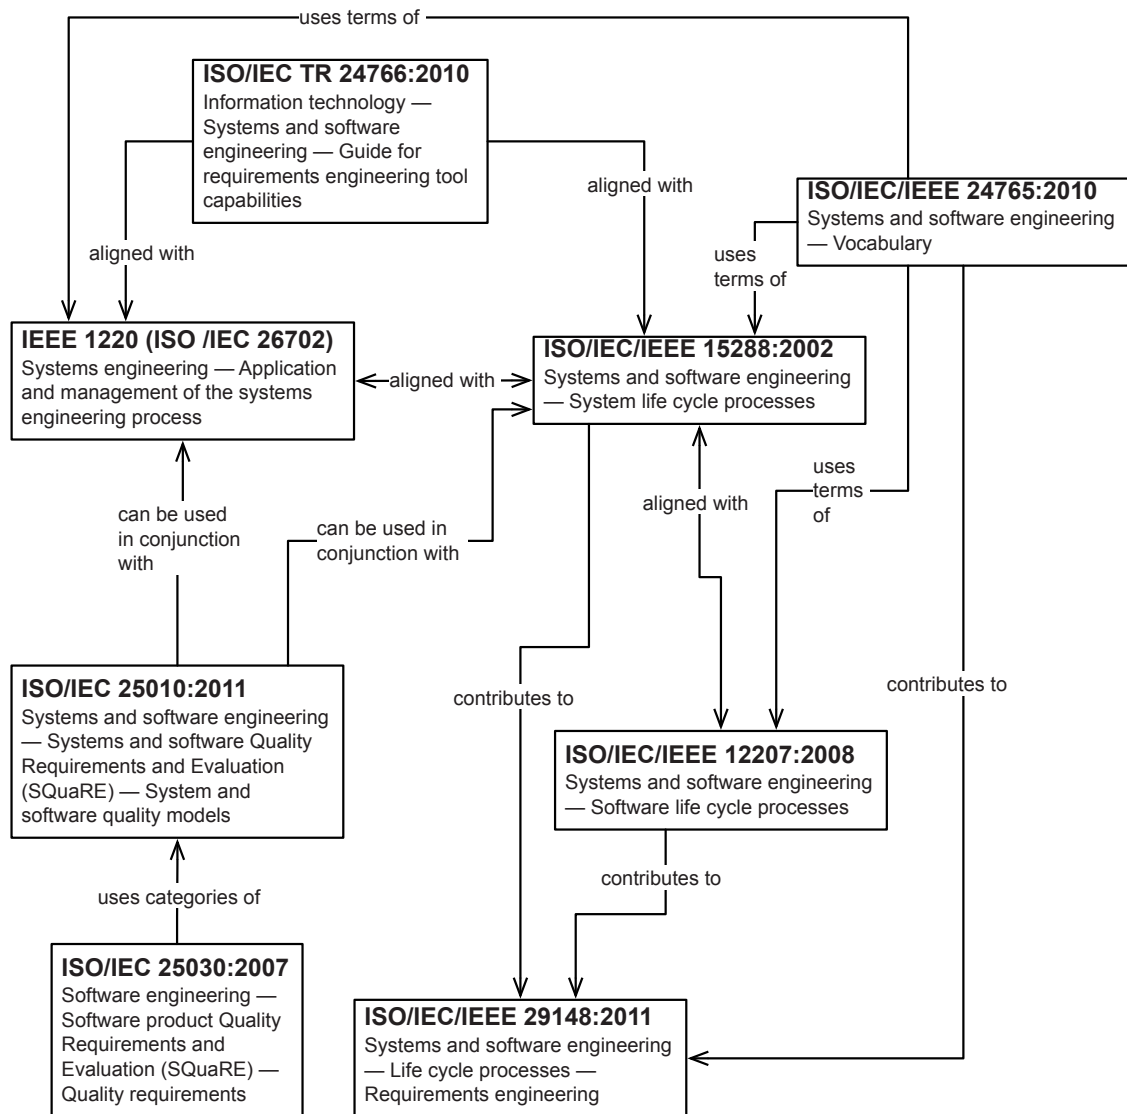 uses terms of
ISO/IEC TR 24766:2010
Information technology —
Systems and software
engineering — Guide for
requirements engineering tool
capabilities
aligned with
aligned with
ISO/IEC/IEEE 24765:2010
Systems and software engineering
— Vocabulary
uses
terms of
IEEE 1220 (ISO /IEC 26702)
Systems engineering — Application
and management of the systems
engineering process
aligned with
ISO/IEC/IEEE 15288:2002
Systems and software engineering
— System life cycle processes
can be used
in conjunction
with
can be used in
conjunction with
aligned with
uses
terms
of
ISO/IEC 25010:2011
Systems and software engineering
— Systems and software Quality
Requirements and Evaluation
(SQuaRE) — System and
software quality models
contributes to
contributes to
ISO/IEC/IEEE 12207:2008
Systems and software engineering
— Software life cycle processes
uses categories of
contributes to
ISO/IEC 25030:2007
Software engineering —
Software product Quality
Requirements and
Evaluation (SQuaRE) —
Quality requirements
ISO/IEC/IEEE 29148:2011
Systems and software engineering
— Life cycle processes —
Requirements engineering